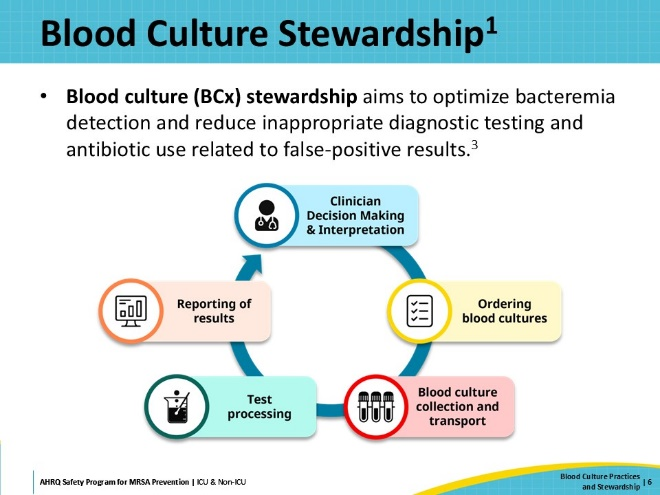 Blood Culture Stewardship¹
• Blood culture (BCx) stewardship aims to optimize bacteremia
detection and reduce inappropriate diagnostic testing and
antibiotic use related to false-positive results.³
Clinician
Decision Making
& Interpretation
Ordering
blood cultures
Blood culture
collection and
transport
Test
processing
Reporting of
results
AHRQ Safety Program for MRSA Prevention | ICU & Non-ICU
Blood Culture Practices
and Stewardship | 6